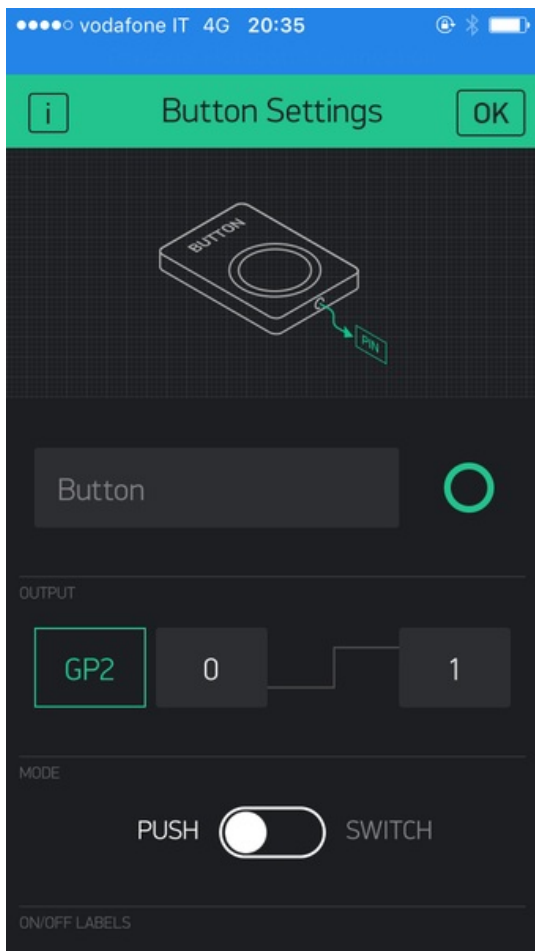 vodafone IT 4G 20:35
i Button Settings OK
BUTTON
PIN
Button
OUTPUT
GP2 0 1
MODE
PUSH SWITCH
ON/OFF LABELS